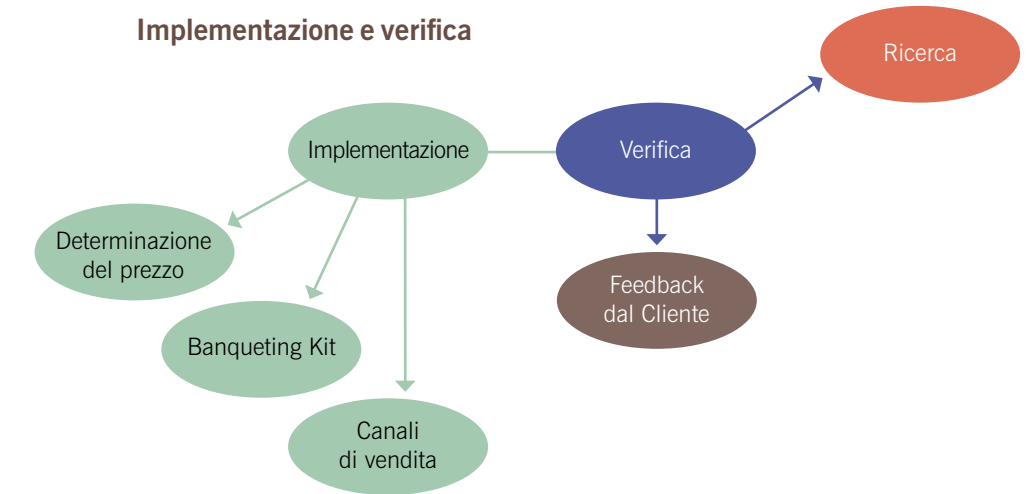 Implementazione e verifica
Ricerca
Implementazione
Verifica
Determinazione
del prezzo
Feedback
dal Cliente
Banqueting Kit
Canali
di vendita